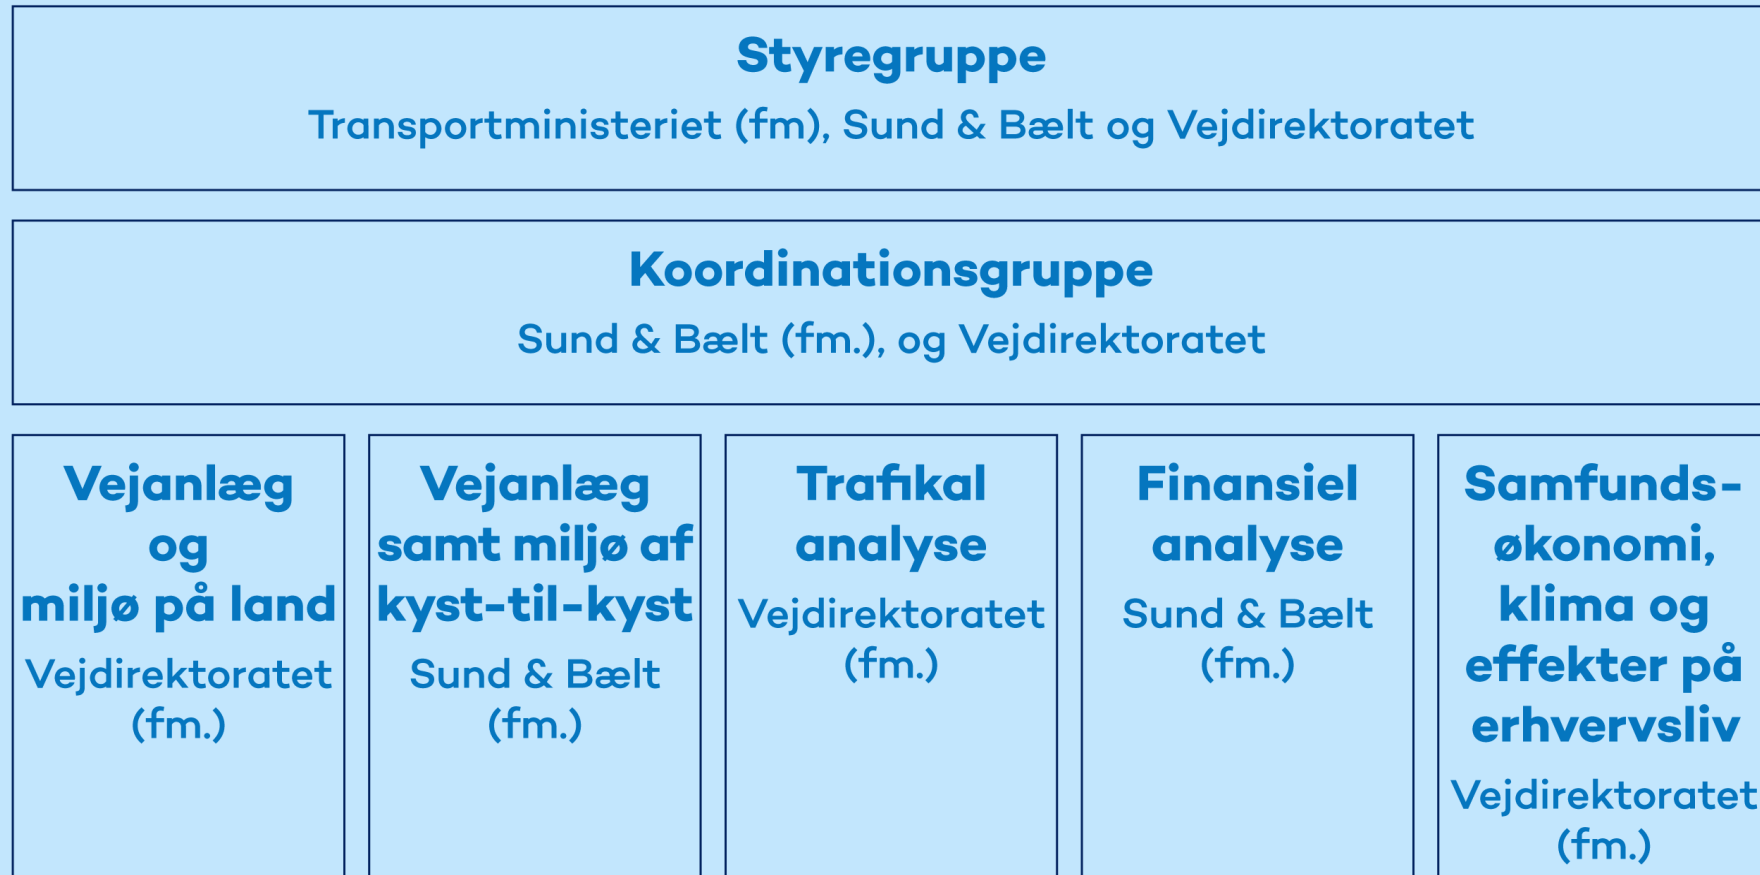 Styregruppe
Transportministeriet (fm), Sund & Bælt og Vejdirektoratet
Koordinationsgruppe
Sund & Bælt (fm.), og Vejdirektoratet
Vejanlæg
og
miljø på land
Vejdirektoratet
(fm.)
Vejanlæg
samt miljø af
kyst-til-kyst
Sund & Bælt
(fm.)
Trafikal
analyse
Vejdirektoratet
(fm.)
Finansiel
analyse
Sund & Bælt
(fm.)
Samfunds-
økonomi,
klima og
effekter på
erhvervsliv
Vejdirektoratet
(fm.)